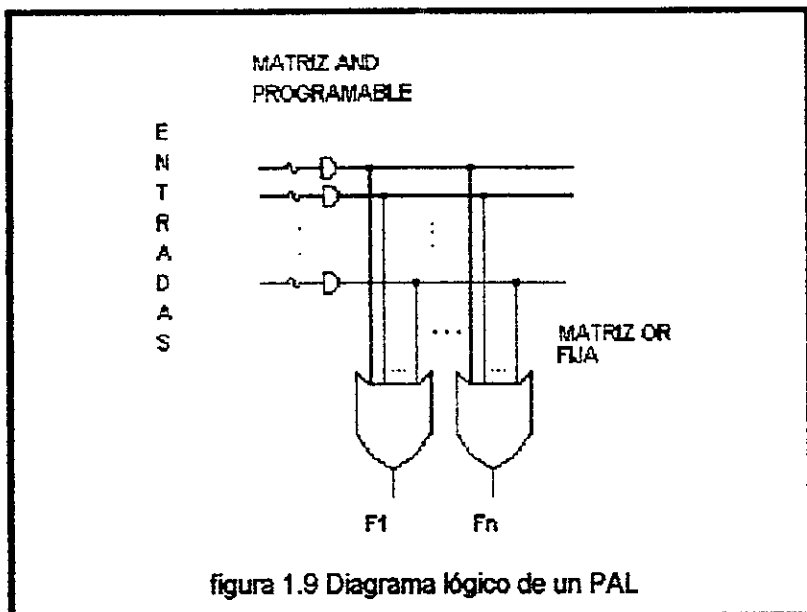 MATRIZ AND
PROGRAMABLE
E
N
T
R
A
D
A
S
MATRIZ OR
FIJA
F1 Fn
figura 1.9 Diagrama lógico de un PAL